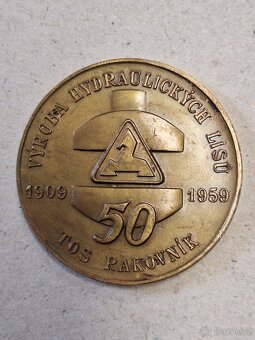 VÝROBA HYDRAULICKÝCH LISŮ
1909 1959
50
TOS RAKOVNÍK